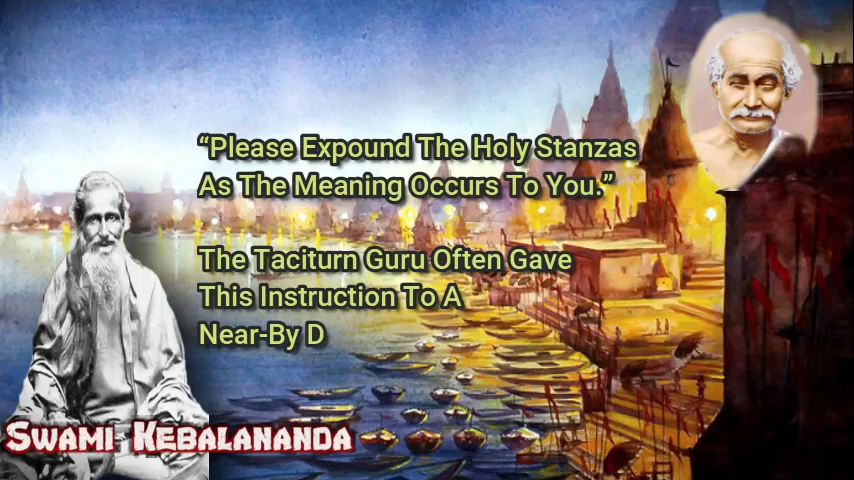 “Please Expound The Holy Stanzas
As The Meaning Occurs To You.”
The Taciturn Guru Often Gave
This Instruction To A
Near-By D
Swami Kebalananda